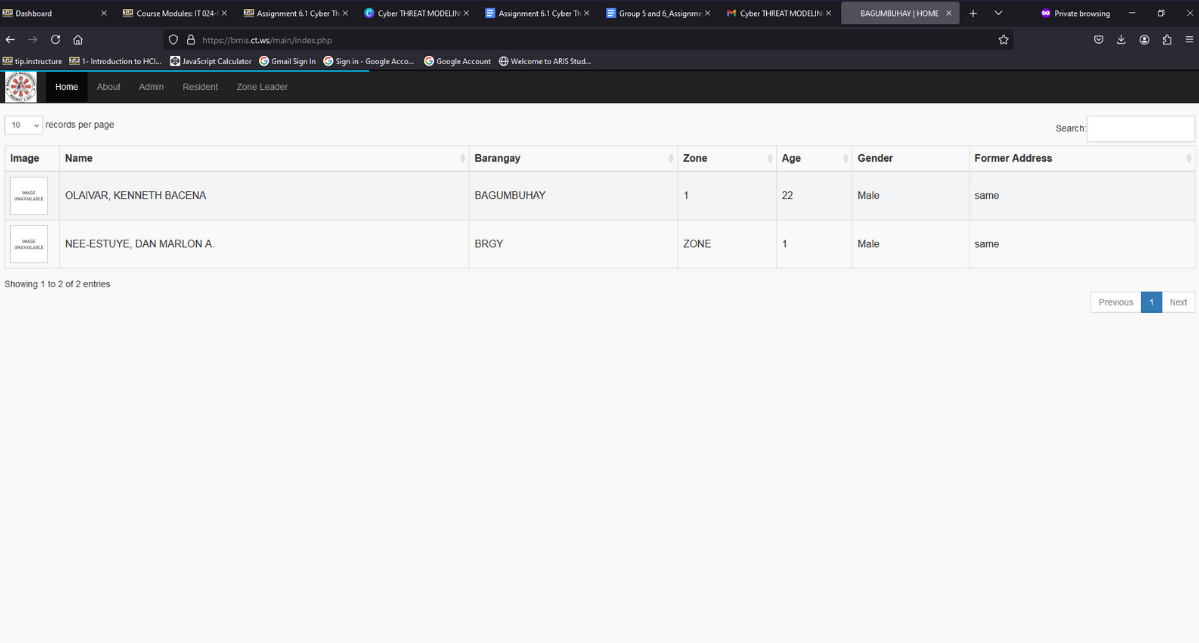 Dashboard Course Modules: IT 024- Assignment 6.1 Cyber Th Cyber THREAT MODELIN Assignment 6.1 Cyber Th Group 5 and 6_Assignme Cyber THREAT MODELIN BAGUMBUHAY | HOME Private browsing
https://bmis.ct.ws/main/index.php
tip.instructure 1- Introduction to HCI... JavaScript Calculator Gmail Sign In Sign in - Google Acco... Google Account Welcome to ARIS Stud...
Home About Admin Resident Zone Leader
10 records per page Search:
Image Name Barangay Zone Age Gender Former Address
IMAGE
UNAVAILABLE
OLAIVAR, KENNETH BACENA BAGUMBUHAY 1 22 Male same
IMAGE
UNAVAILABLE
NEE-ESTUYE, DAN MARLON A. BRGY ZONE 1 Male same
Showing 1 to 2 of 2 entries
Previous 1 Next